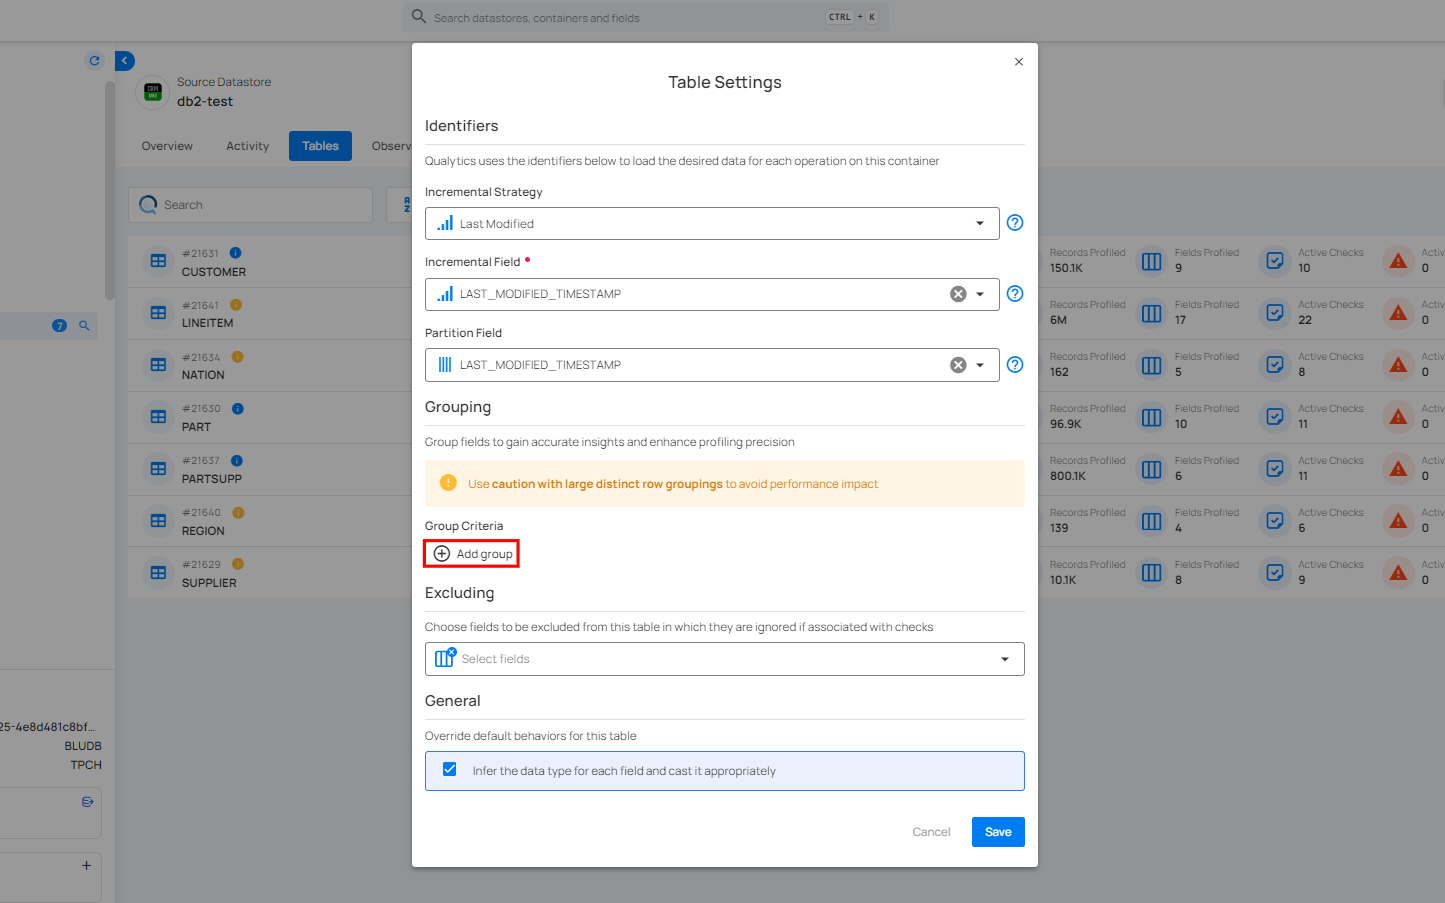 Search datastores, containers and fields
CTRL + K
Source Datastore
db2-test
Overview
Activity
Tables
Observ
Search
#21631
CUSTOMER
#21641
LINEITEM
#21634
NATION
#21630
PART
#21637
PARTSUPP
#21640
REGION
#21629
SUPPLIER
7
25-4e8d481c8bf...
BLUDB
TPCH
Table Settings
Identifiers
Qualytics uses the identifiers below to load the desired data for each operation on this container
Incremental Strategy
Last Modified
Incremental Field
LAST_MODIFIED_TIMESTAMP
Partition Field
LAST_MODIFIED_TIMESTAMP
Grouping
Group fields to gain accurate insights and enhance profiling precision
Use caution with large distinct row groupings to avoid performance impact
Group Criteria
Add group
Excluding
Choose fields to be excluded from this table in which they are ignored if associated with checks
Select fields
General
Override default behaviors for this table
Infer the data type for each field and cast it appropriately
Cancel
Save
Records Profiled Fields Profiled Active Checks Activ
150.1K 9 10 0
Records Profiled Fields Profiled Active Checks Activ
6M 17 22 0
Records Profiled Fields Profiled Active Checks Activ
162 5 8 0
Records Profiled Fields Profiled Active Checks Activ
96.9K 10 11 0
Records Profiled Fields Profiled Active Checks Activ
800.1K 6 11 0
Records Profiled Fields Profiled Active Checks Activ
139 4 6 0
Records Profiled Fields Profiled Active Checks Activ
10.1K 8 9 0